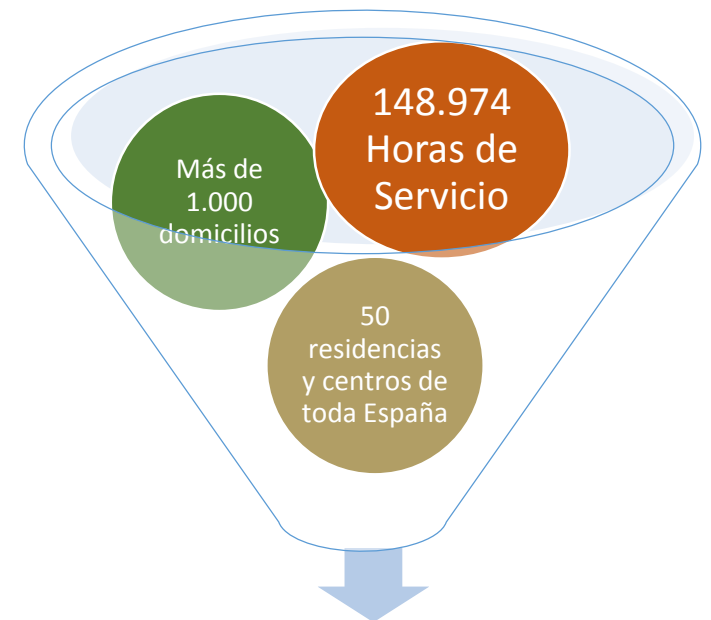 148.974
Horas de
Servicio
Más de
1.000
domicilios
50
residencias
y centros de
toda España